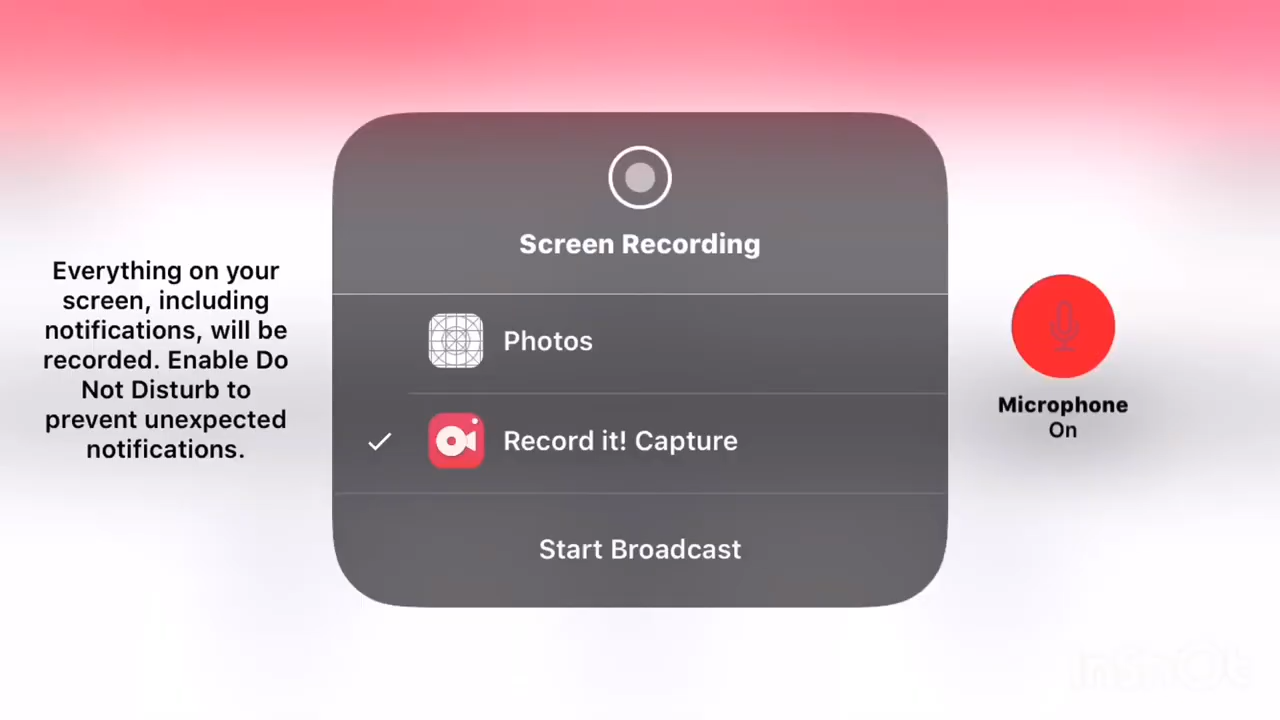 Everything on your
screen, including
notifications, will be
recorded. Enable Do
Not Disturb to
prevent unexpected
notifications.
Screen Recording
Photos
Record it! Capture
Start Broadcast
Microphone
On
InShOt